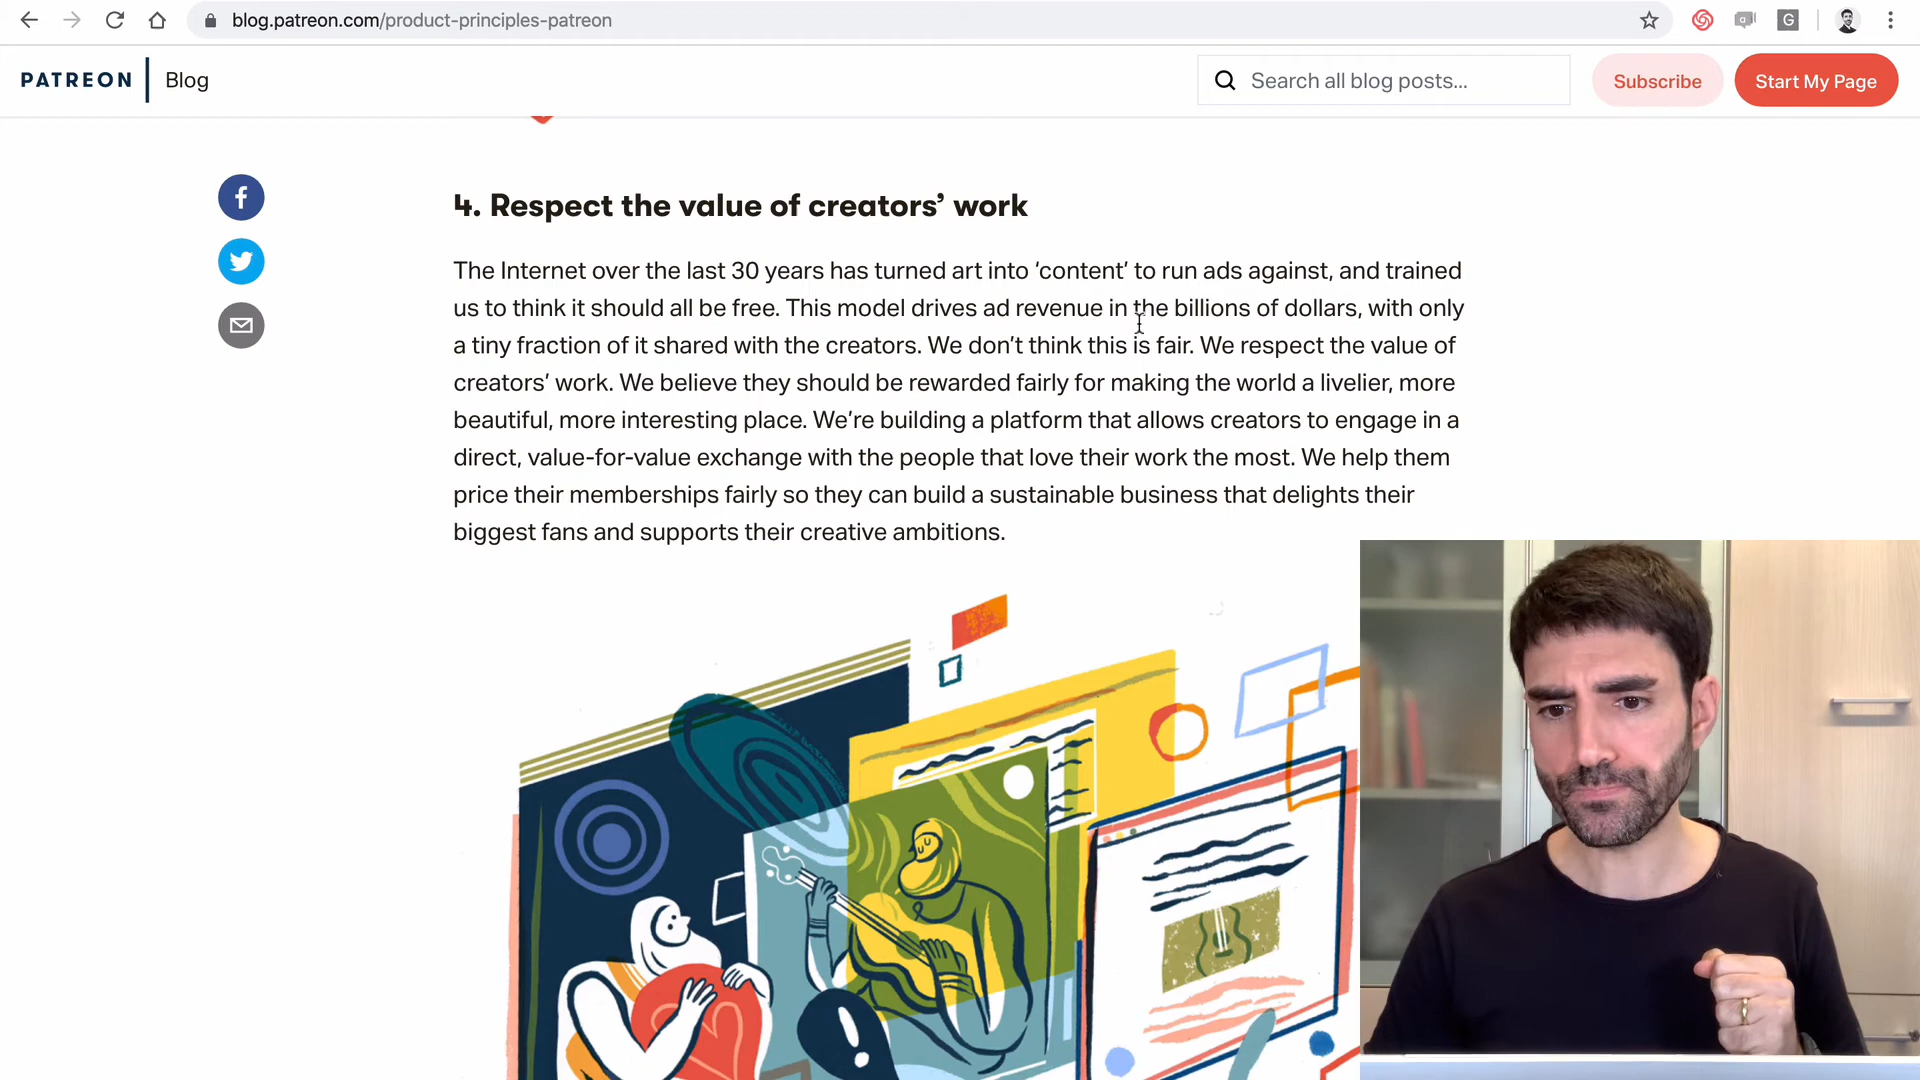 blog.patreon.com/product-principles-patreon
G
PATREON
Blog
Search all blog posts...
Subscribe
Start My Page
4. Respect the value of creators’ work
The Internet over the last 30 years has turned art into ‘content’ to run ads against, and trained
us to think it should all be free. This model drives ad revenue in the billions of dollars, with only
a tiny fraction of it shared with the creators. We don’t think this is fair. We respect the value of
creators’ work. We believe they should be rewarded fairly for making the world a livelier, more
beautiful, more interesting place. We’re building a platform that allows creators to engage in a
direct, value-for-value exchange with the people that love their work the most. We help them
price their memberships fairly so they can build a sustainable business that delights their
biggest fans and supports their creative ambitions.